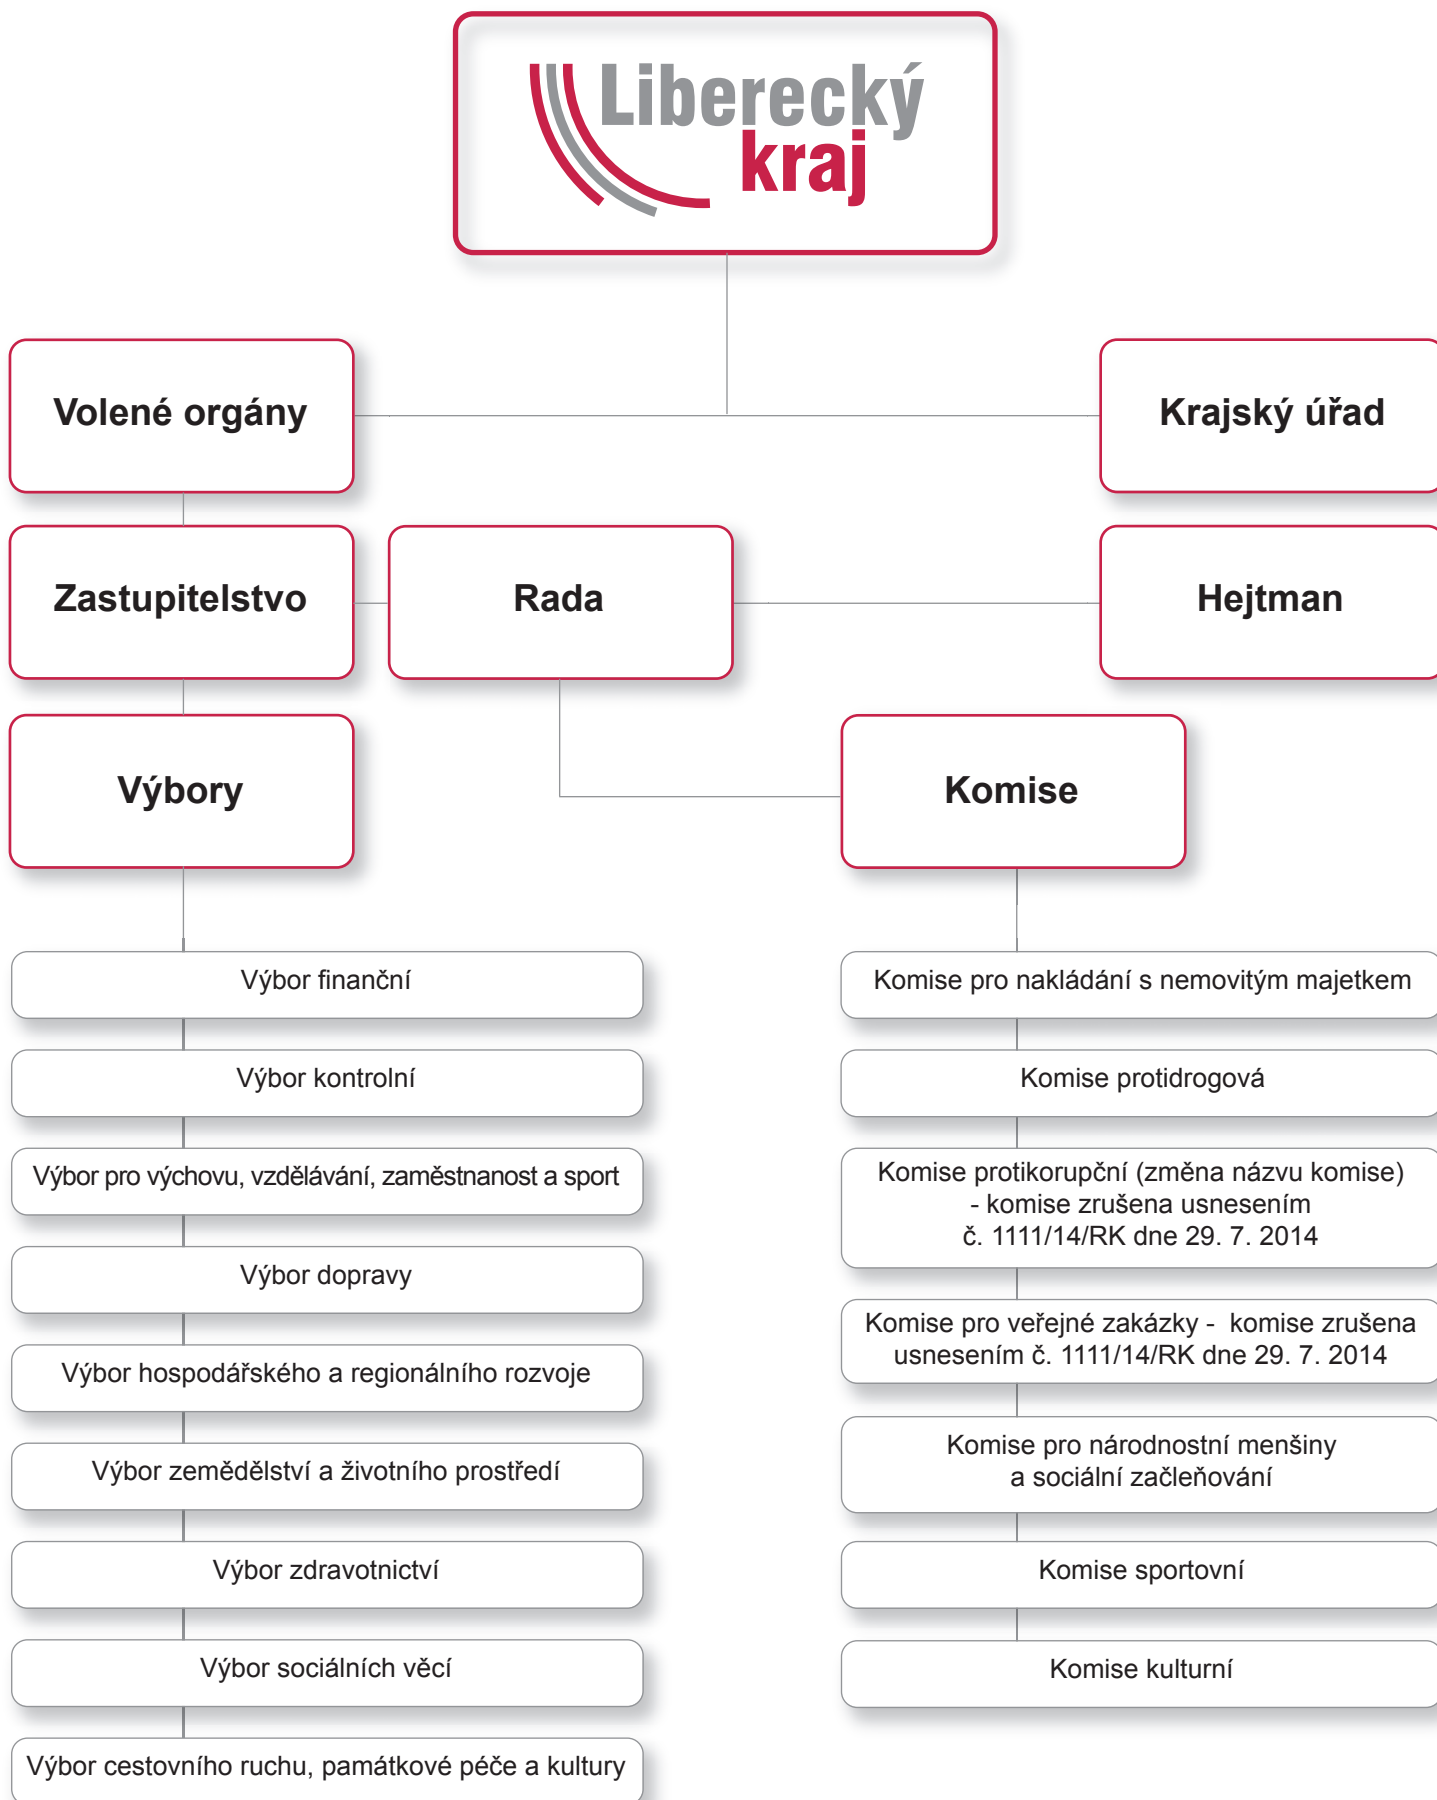 Liberecký
kraj
Volené orgány
Krajský úřad
Zastupitelstvo
Rada
Hejtman
Výbory
Komise
Výbor finanční
Výbor kontrolní
Výbor pro výchovu, vzdělávání, zaměstnanost a sport
Výbor dopravy
Výbor hospodářského a regionálního rozvoje
Výbor zemědělství a životního prostředí
Výbor zdravotnictví
Výbor sociálních věcí
Výbor cestovního ruchu, památkové péče a kultury
Komise pro nakládání s nemovitým majetkem
Komise protidrogová
Komise protikorupční (změna názvu komise)
- komise zrušena usnesením
č. 1111/14/RK dne 29. 7. 2014
Komise pro veřejné zakázky - komise zrušena
usnesením č. 1111/14/RK dne 29. 7. 2014
Komise pro národnostní menšiny
a sociální začleňování
Komise sportovní
Komise kulturní